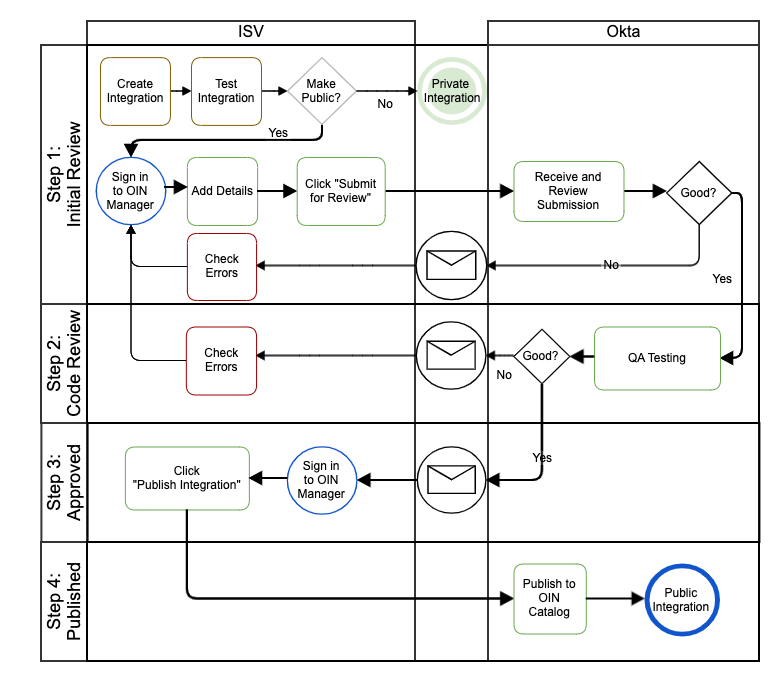 ISV
Okta
Step 1:
Initial Review
Create
Integration
Test
Integration
Make
Public?
No
Private
Integration
Yes
Sign in
to OIN
Manager
Add Details
Click "Submit
for Review"
Receive and
Review
Submission
Good?
Check
Errors
No
Yes
Step 2:
Code Review
Check
Errors
No
Good?
QA Testing
Step 3:
Approved
Click
"Publish Integration"
Sign in
to OIN
Manager
Yes
Step 4:
Published
Publish to
OIN
Catalog
Public
Integration